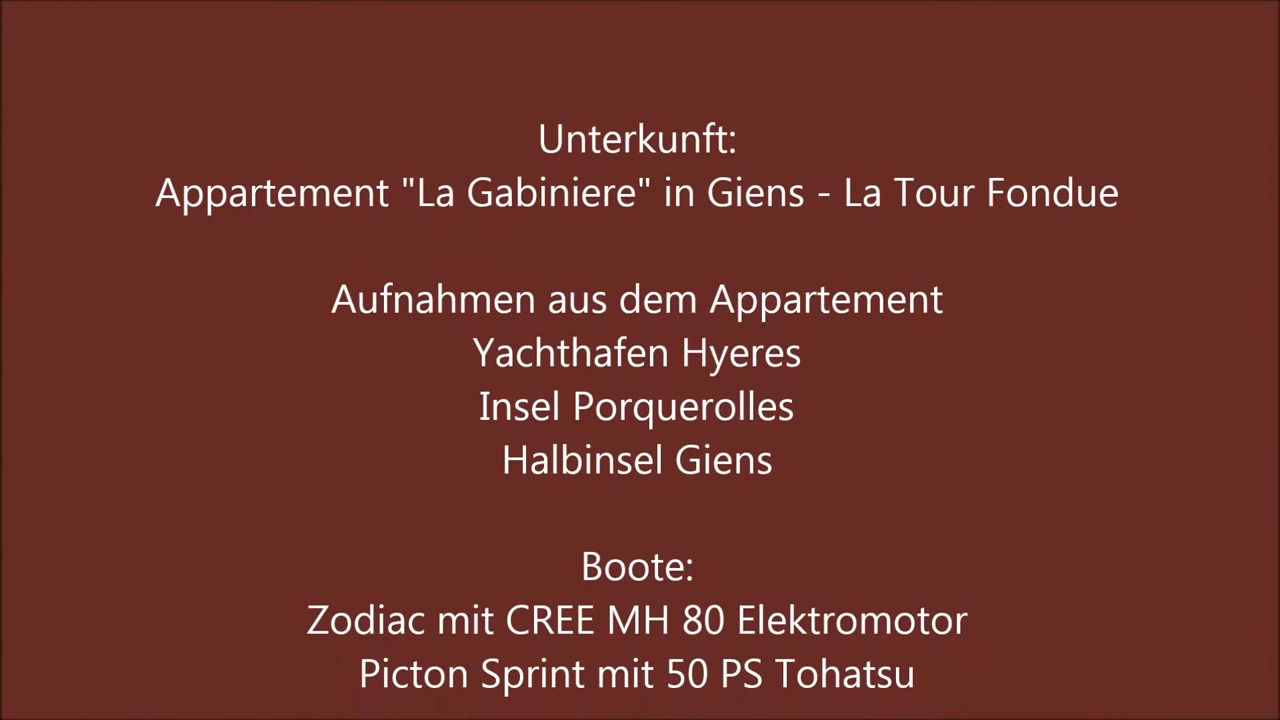 Unterkunft:
Appartement "La Gabiniere" in Giens - La Tour Fondue
Aufnahmen aus dem Appartement
Yachthafen Hyeres
Insel Porquerolles
Halbinsel Giens
Boote:
Zodiac mit CREE MH 80 Elektromotor
Picton Sprint mit 50 PS Tohatsu